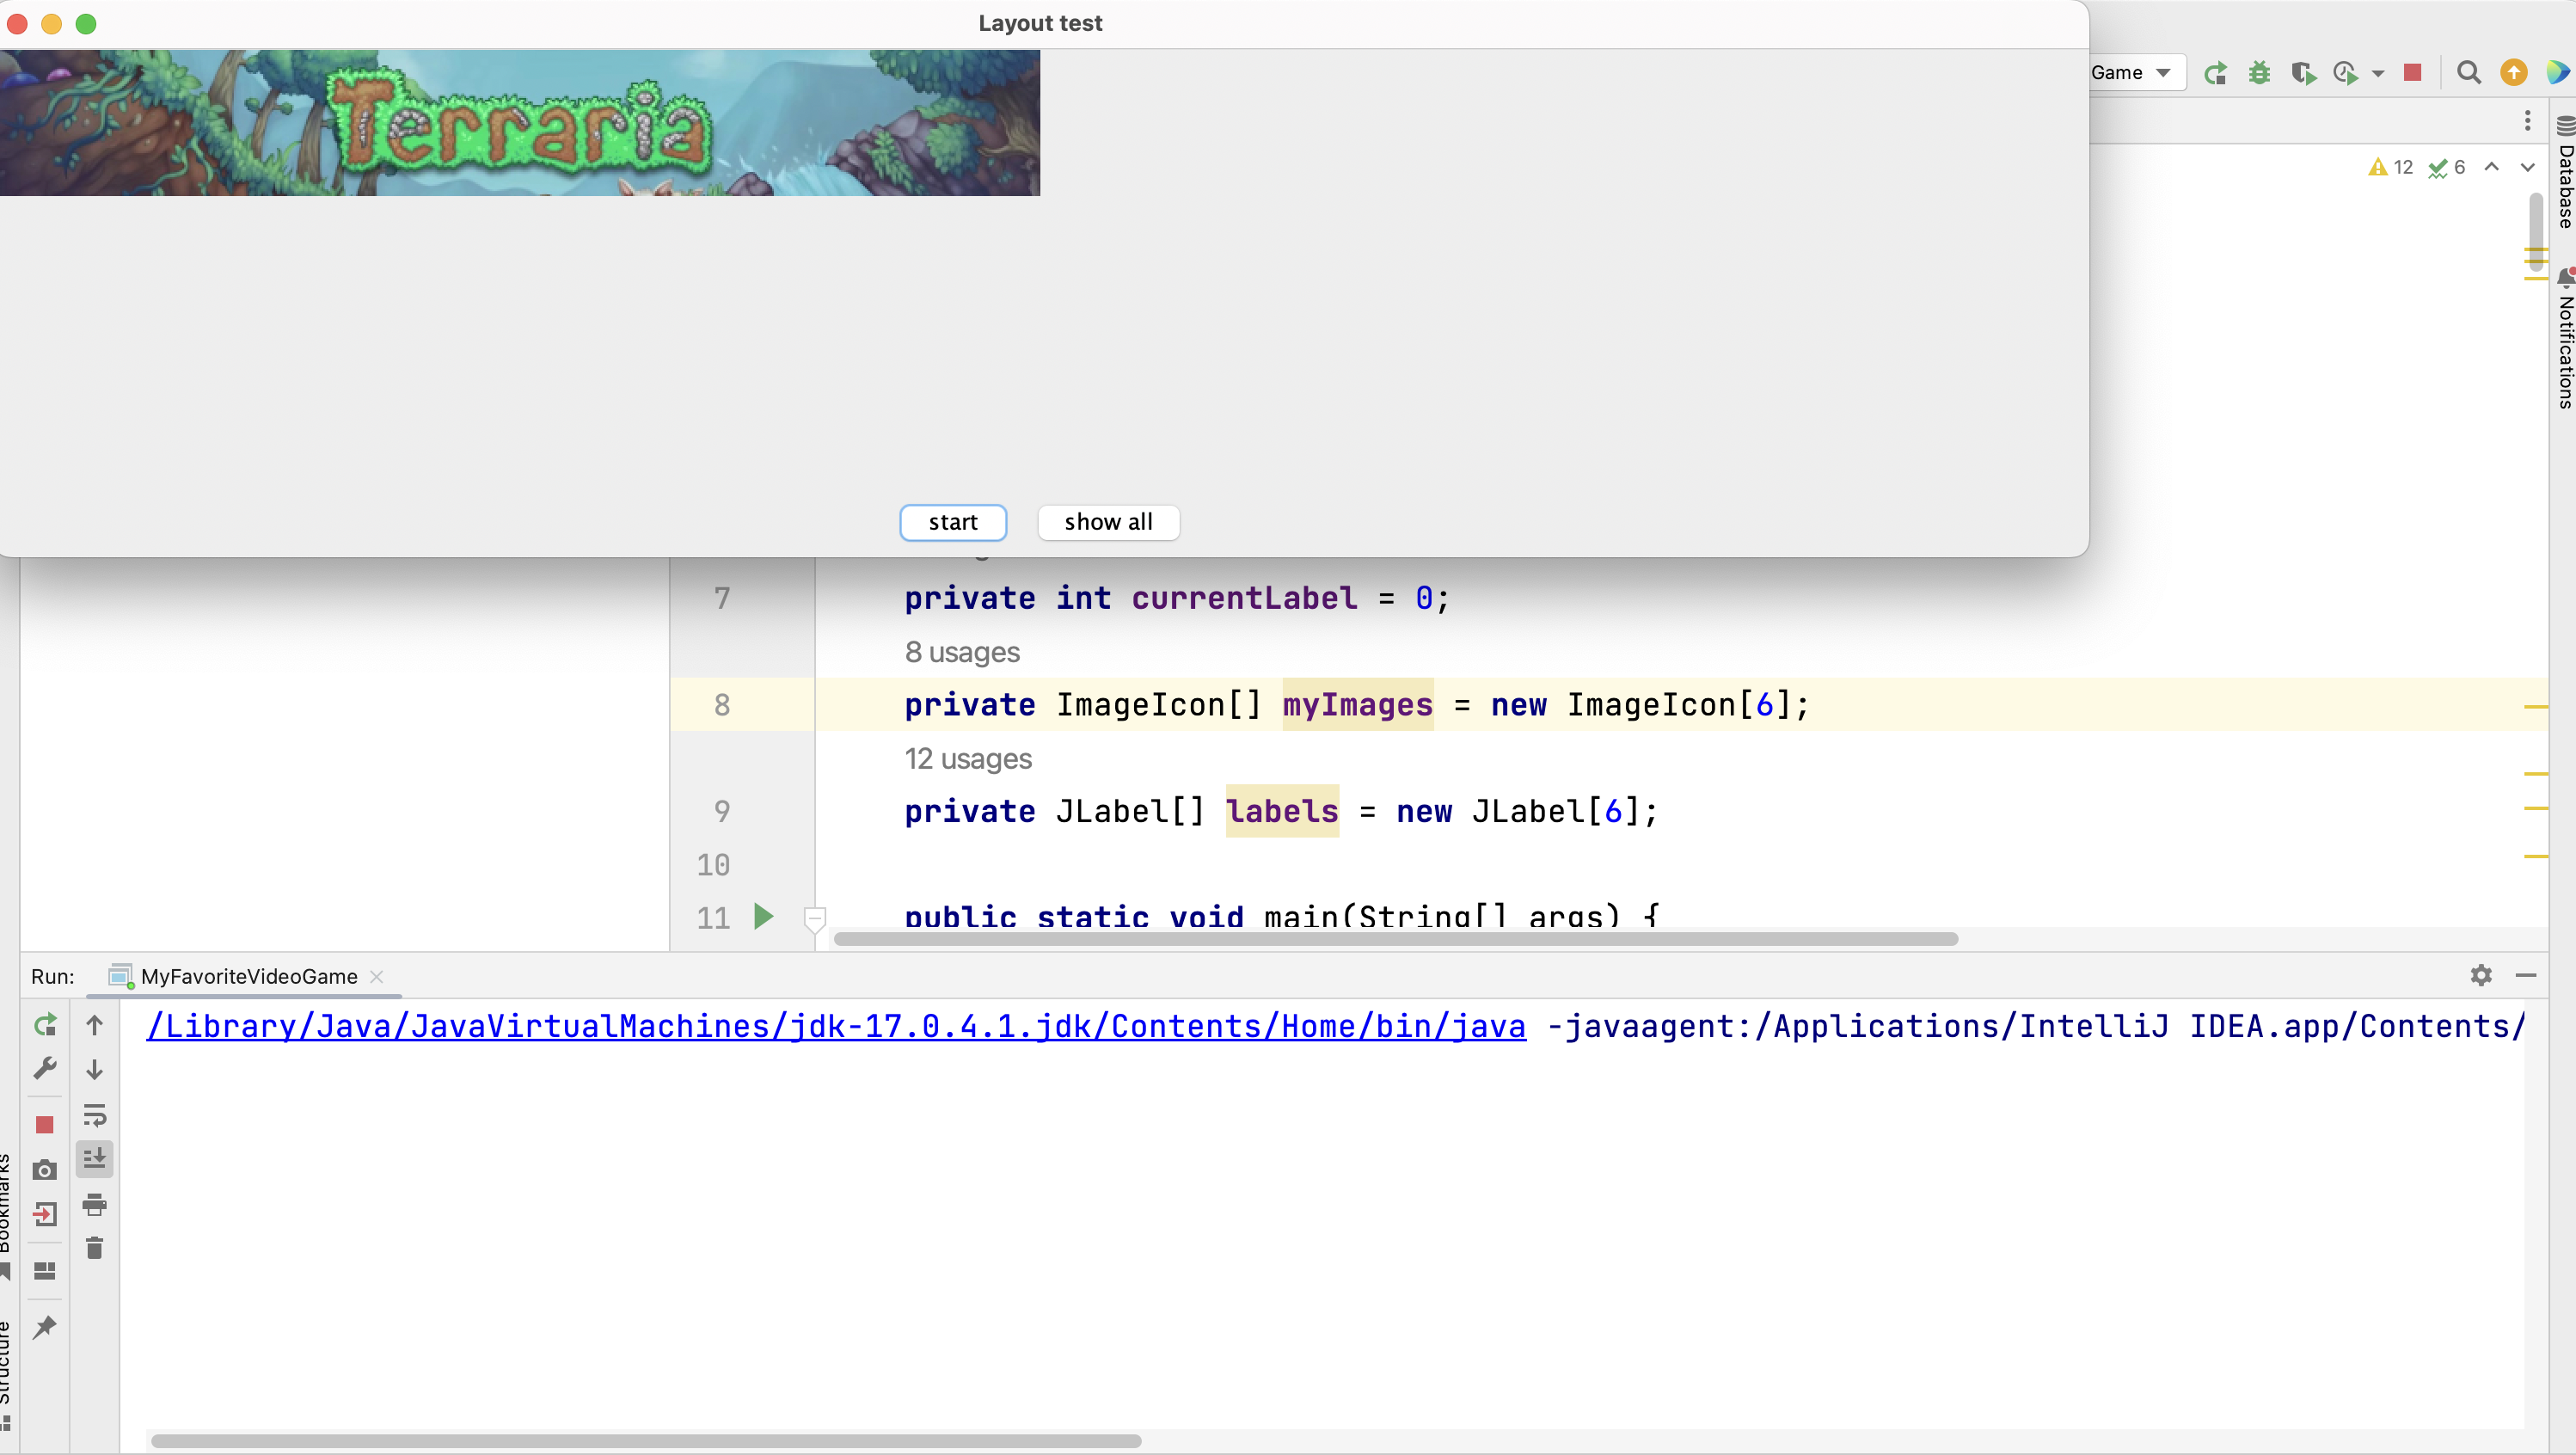 Layout test
Terraria
start
show all
Game
12
6
Database
Notifications
7 private int currentLabel = 0;
8 usages
8 private ImageIcon[] myImages = new ImageIcon[6];
12 usages
9 private JLabel[] labels = new JLabel[6];
10
11 public static void main(String[] args) {
Run: MyFavoriteVideoGame
/Library/Java/JavaVirtualMachines/jdk-17.0.4.1.jdk/Contents/Home/bin/java -javaagent:/Applications/IntelliJ IDEA.app/Contents/
Bookmarks
Structure